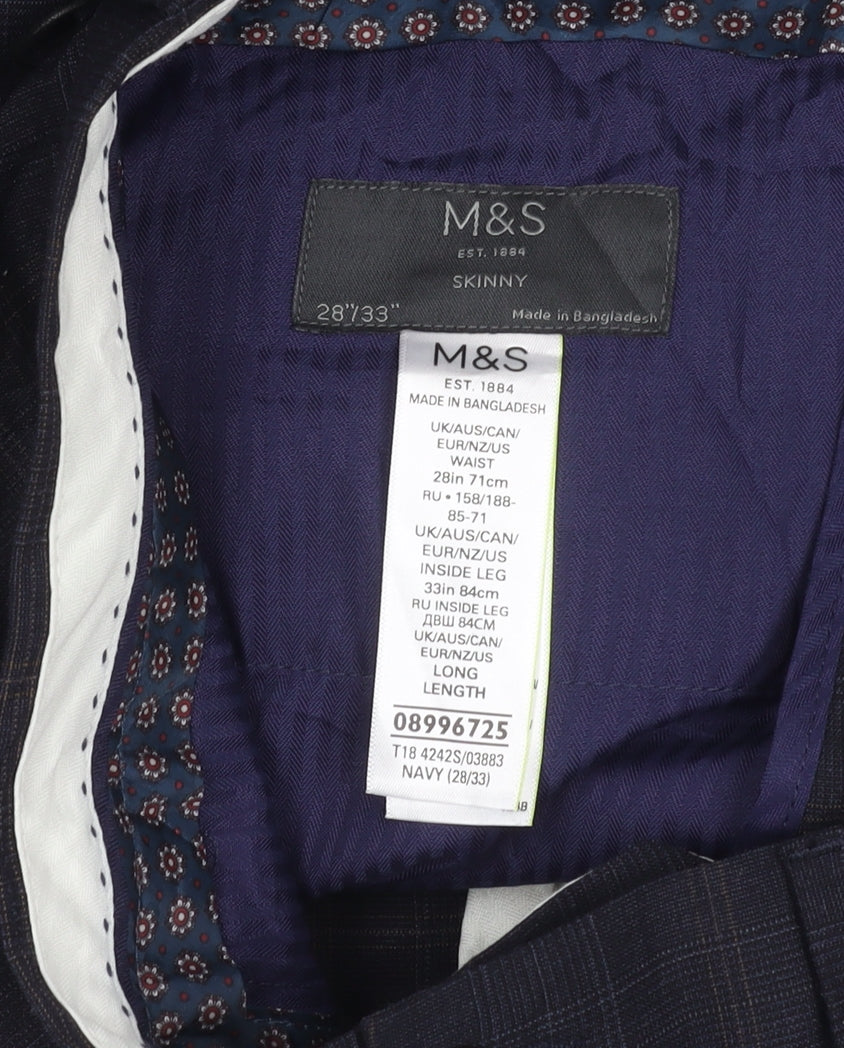 M&S
EST. 1884
SKINNY
28"/33"
Made in Bangladesh
M&S
EST. 1884
MADE IN BANGLADESH
UK/AUS/CAN/
EUR/NZ/US
WAIST
28in 71cm
RU • 158/188-
85-71
UK/AUS/CAN/
EUR/NZ/US
INSIDE LEG
33in 84cm
RU INSIDE LEG
ДВШ 84СМ
UK/AUS/CAN/
EUR/NZ/US
LONG
LENGTH
08996725
T18 4242S/03883
NAVY (28/33)